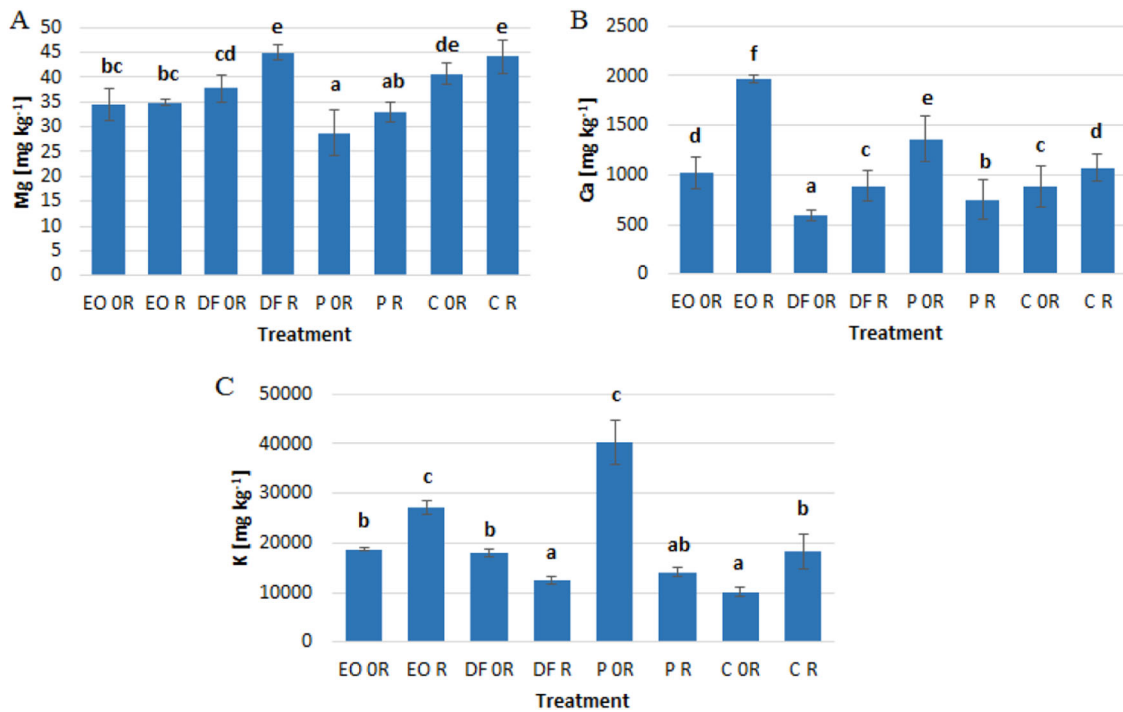 A
Mg [mg kg⁻¹]
50
45
40
35
30
25
20
15
10
5
0
bc bc cd e a ab de e
EO 0R EO R DF 0R DF R P 0R P R C 0R C R
Treatment
B
Ca [mg kg⁻¹]
2500
2000
1500
1000
500
0
d f a c e b c d
EO 0R EO R DF 0R DF R P 0R P R C 0R C R
Treatment
C
K [mg kg⁻¹]
50000
40000
30000
20000
10000
0
b c b a c ab a b
EO 0R EO R DF 0R DF R P 0R P R C 0R C R
Treatment